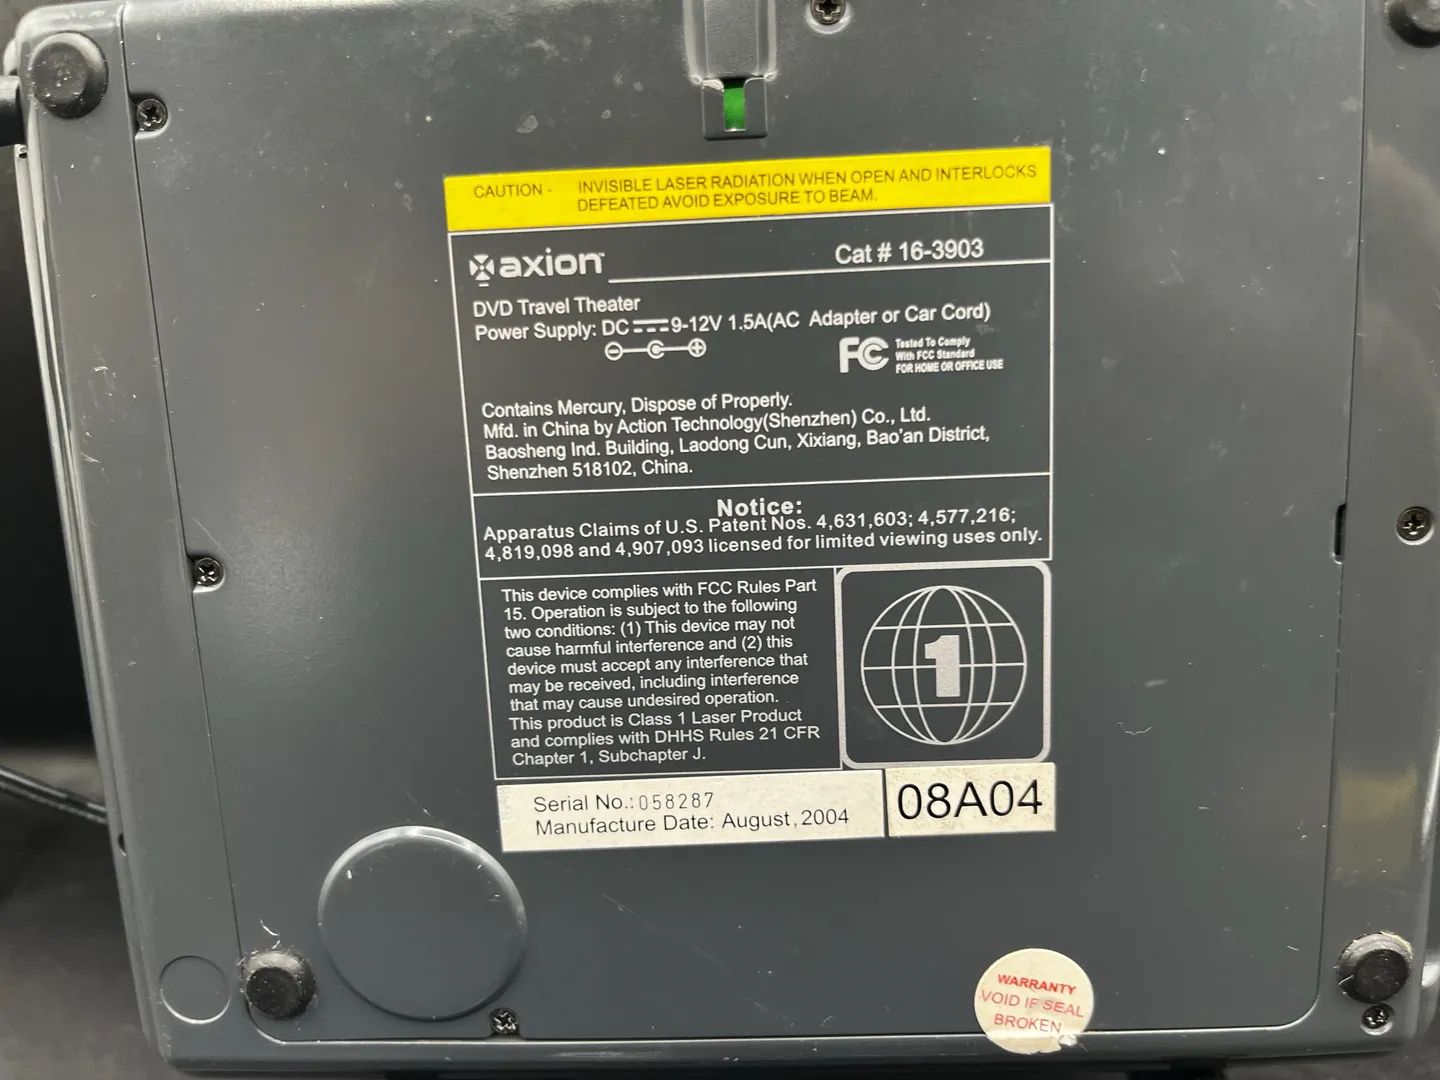 CAUTION - INVISIBLE LASER RADIATION WHEN OPEN AND INTERLOCKS
DEFEATED AVOID EXPOSURE TO BEAM.
axion™
Cat # 16-3903
DVD Travel Theater
Power Supply: DC 9-12V 1.5A(AC Adapter or Car Cord)
FC Tested To Comply
With FCC Standard
FOR HOME OR OFFICE USE
Contains Mercury, Dispose of Properly.
Mfd. in China by Action Technology(Shenzhen) Co., Ltd.
Baosheng Ind. Building, Laodong Cun, Xixiang, Bao'an District,
Shenzhen 518102, China.
Notice:
Apparatus Claims of U.S. Patent Nos. 4,631,603; 4,577,216;
4,819,098 and 4,907,093 licensed for limited viewing uses only.
This device complies with FCC Rules Part
15. Operation is subject to the following
two conditions: (1) This device may not
cause harmful interference and (2) this
device must accept any interference that
may be received, including interference
that may cause undesired operation.
This product is Class 1 Laser Product
and complies with DHHS Rules 21 CFR
Chapter 1, Subchapter J.
1
Serial No.: 058287
Manufacture Date: August, 2004
08A04
WARRANTY
VOID IF SEAL
BROKEN